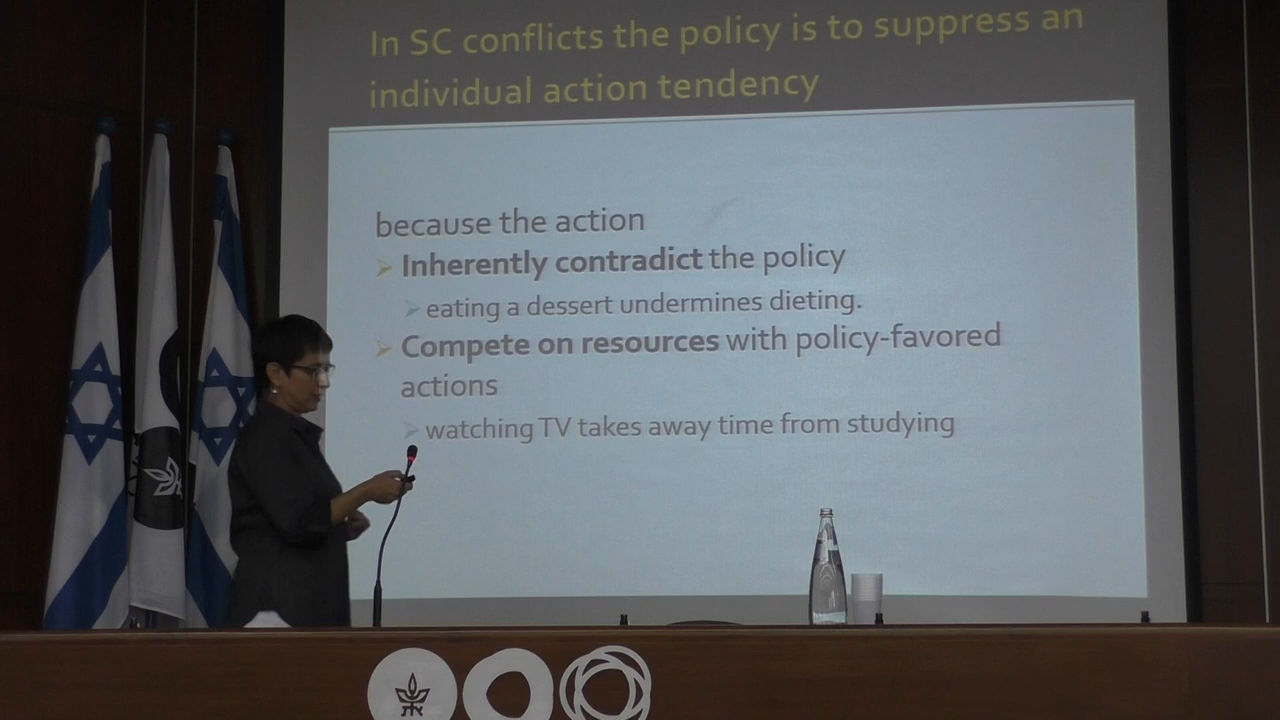 In SC conflicts the policy is to suppress an
individual action tendency
because the action
Inherently contradict the policy
eating a dessert undermines dieting.
Compete on resources with policy-favored
actions
watching TV takes away time from studying